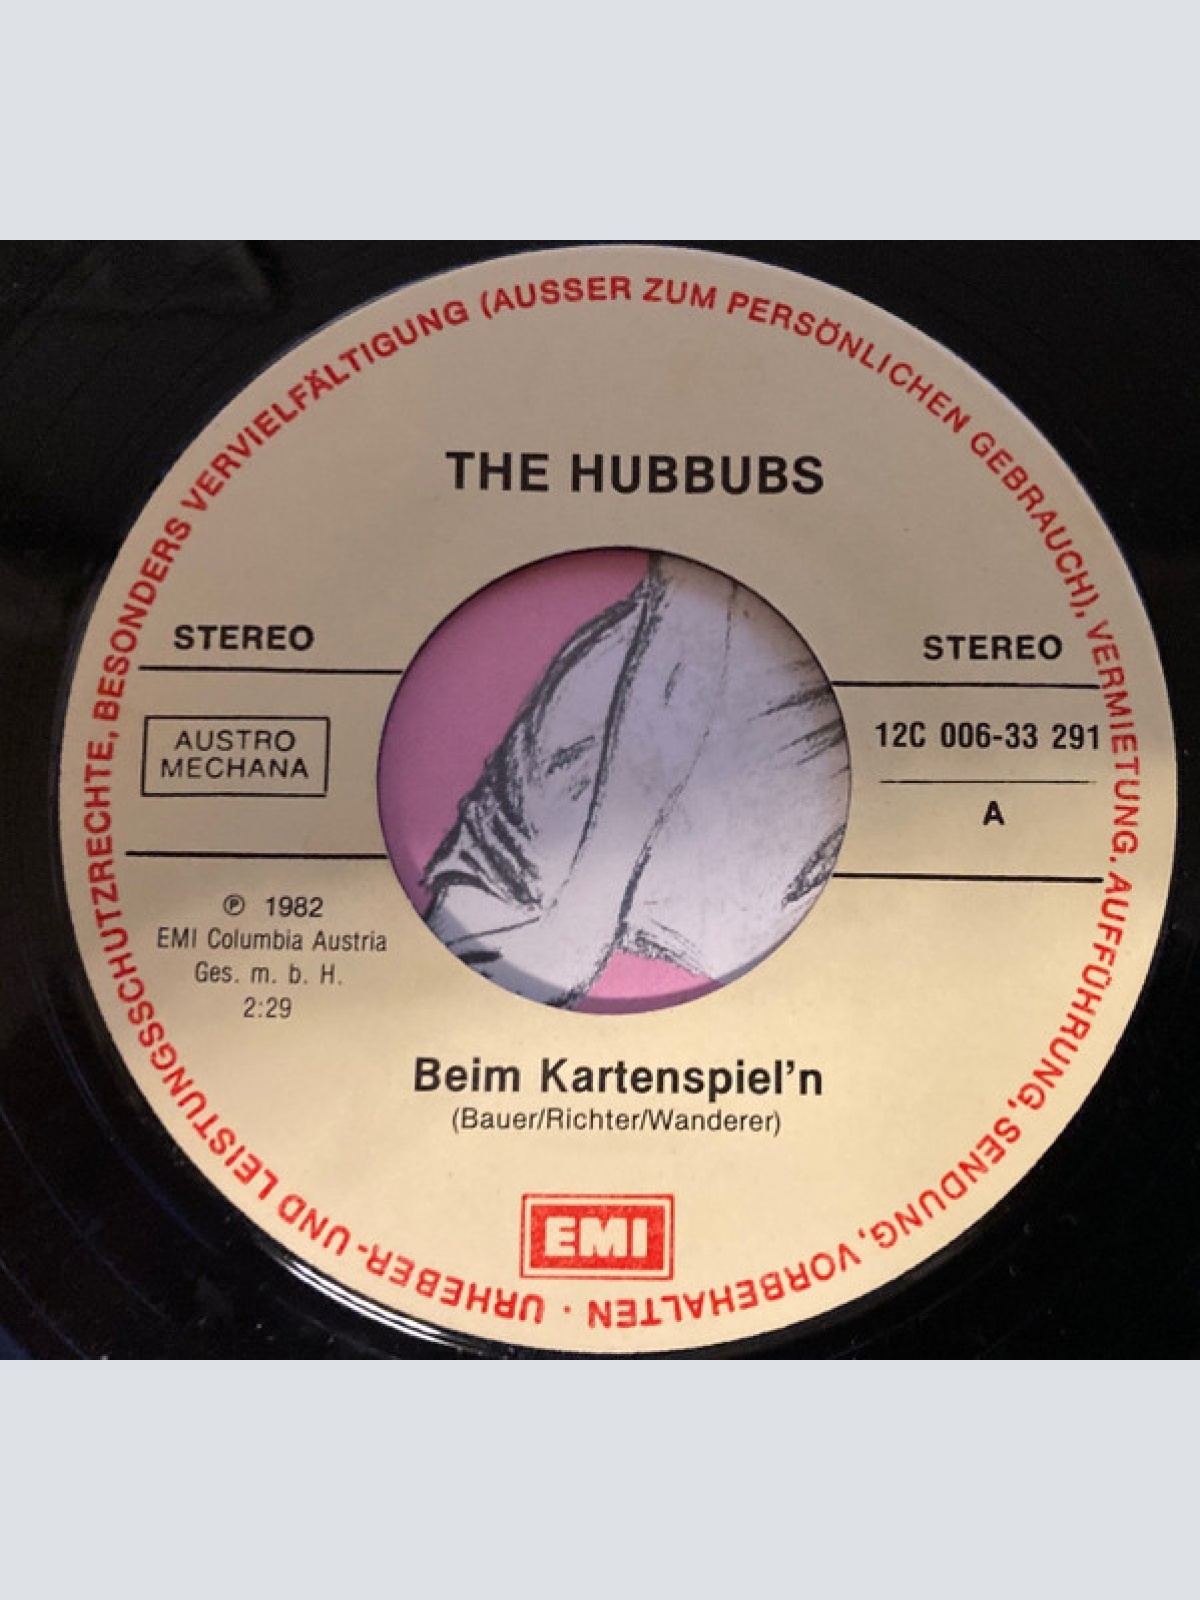 URHEBER- UND LEISTUNGSSCHUTZRECHTE, BESONDERS VERVIELFÄLTIGUNG (AUSSER ZUM PERSÖNLICHEN GEBRAUCH), VERMIETUNG, AUFFÜHRUNG, SENDUNG, VORBEHALTEN ·
THE HUBBUBS
STEREO
AUSTRO
MECHANA
℗ 1982
EMI Columbia Austria
Ges. m. b. H.
2:29
STEREO
12C 006-33 291
A
Beim Kartenspiel'n
(Bauer/Richter/Wanderer)
EMI